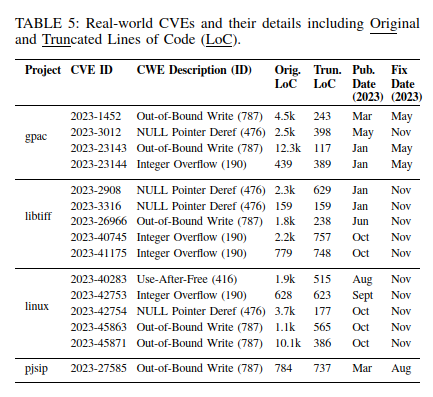 TABLE 5: Real-world CVEs and their details including Original
and Truncated Lines of Code (LoC).
Project CVE ID CWE Description (ID) Orig. LoC Trun. LoC Pub. Date (2023) Fix Date (2023)
gpac
2023-1452 Out-of-Bound Write (787) 4.5k 243 Mar May
2023-3012 NULL Pointer Deref (476) 2.5k 398 May Nov
2023-23143 Out-of-Bound Write (787) 12.3k 117 Jan May
2023-23144 Integer Overflow (190) 439 389 Jan May
libtiff
2023-2908 NULL Pointer Deref (476) 2.3k 629 Jan Nov
2023-3316 NULL Pointer Deref (476) 159 159 Jan Nov
2023-26966 Out-of-Bound Write (787) 1.8k 238 Jun Nov
2023-40745 Integer Overflow (190) 2.2k 757 Oct Nov
2023-41175 Integer Overflow (190) 779 748 Oct Nov
linux
2023-40283 Use-After-Free (416) 1.9k 515 Aug Nov
2023-42753 Integer Overflow (190) 628 623 Sept Nov
2023-42754 NULL Pointer Deref (476) 3.7k 177 Oct Nov
2023-45863 Out-of-Bound Write (787) 1.1k 565 Oct Nov
2023-45871 Out-of-Bound Write (787) 10.1k 386 Oct Nov
pjsip 2023-27585 Out-of-Bound Write (787) 784 737 Mar Aug